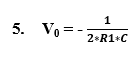 5. V₀ = - 1 / 2*R1*C